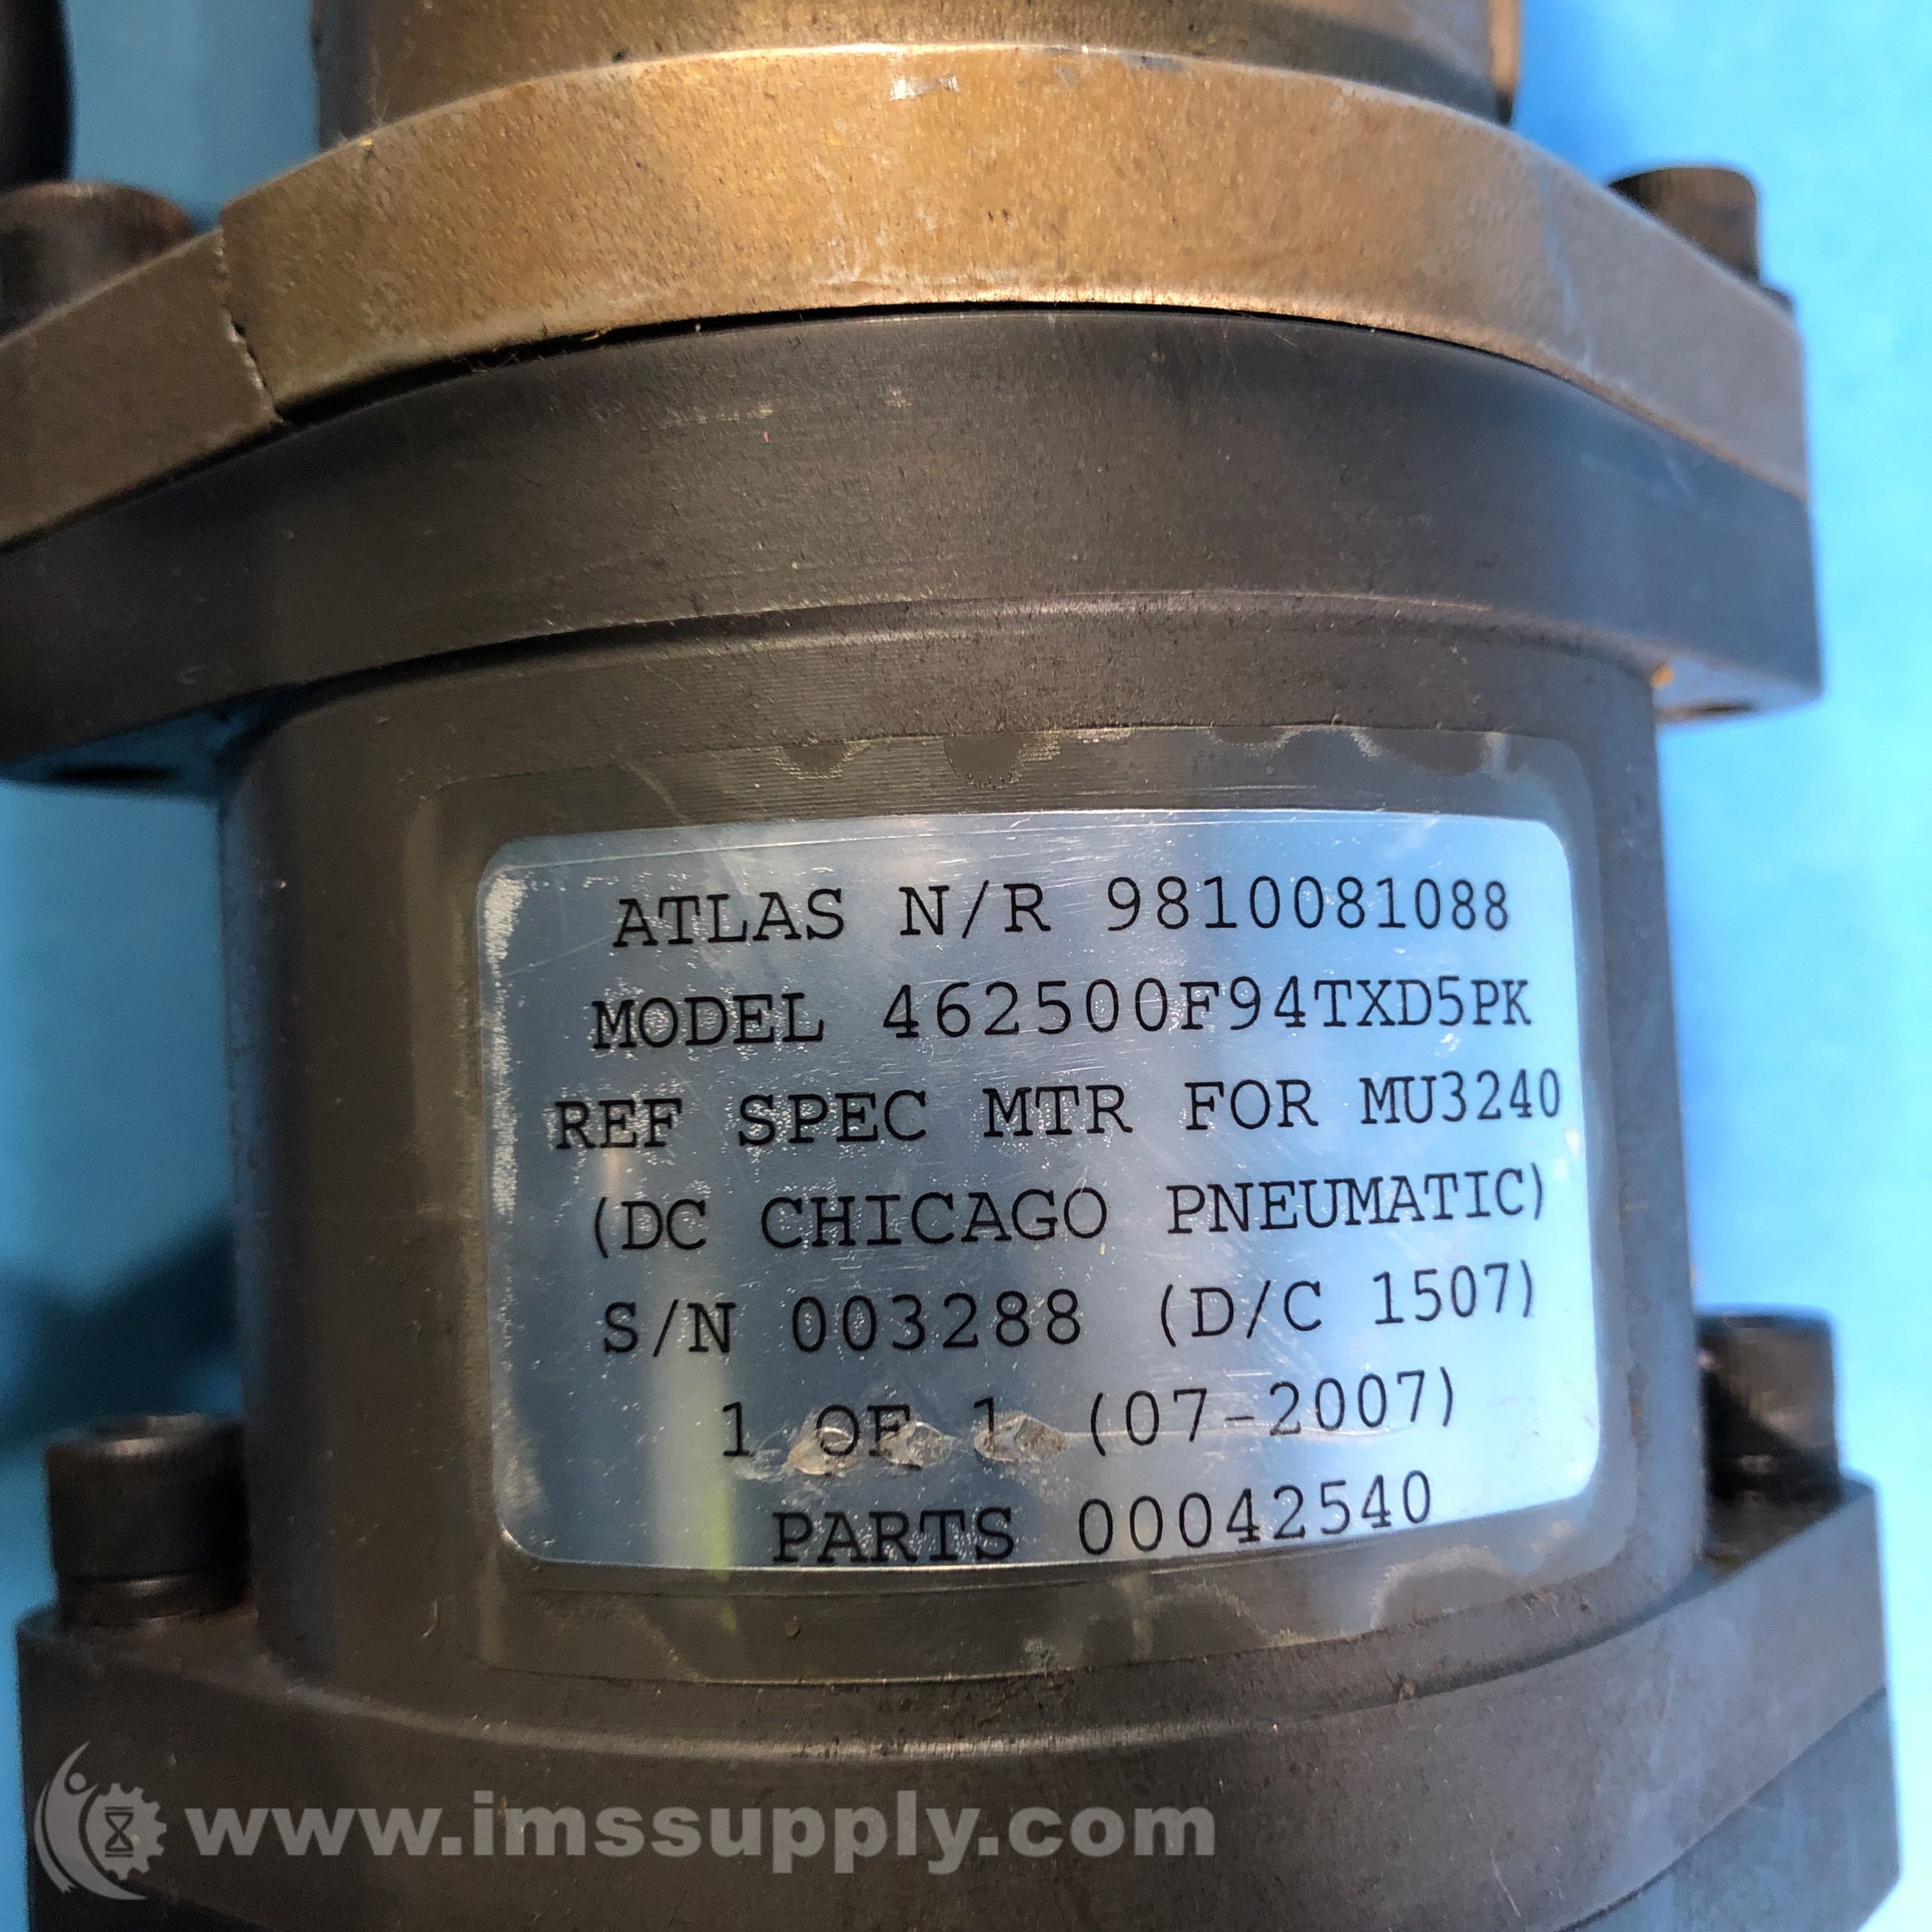 ATLAS N/R 9810081088
MODEL 462500F94TXD5PK
REF SPEC MTR FOR MU3240
(DC CHICAGO PNEUMATIC)
S/N 003288 (D/C 1507)
1 OF 1 (07-2007)
PARTS 00042540
www.imssupply.com